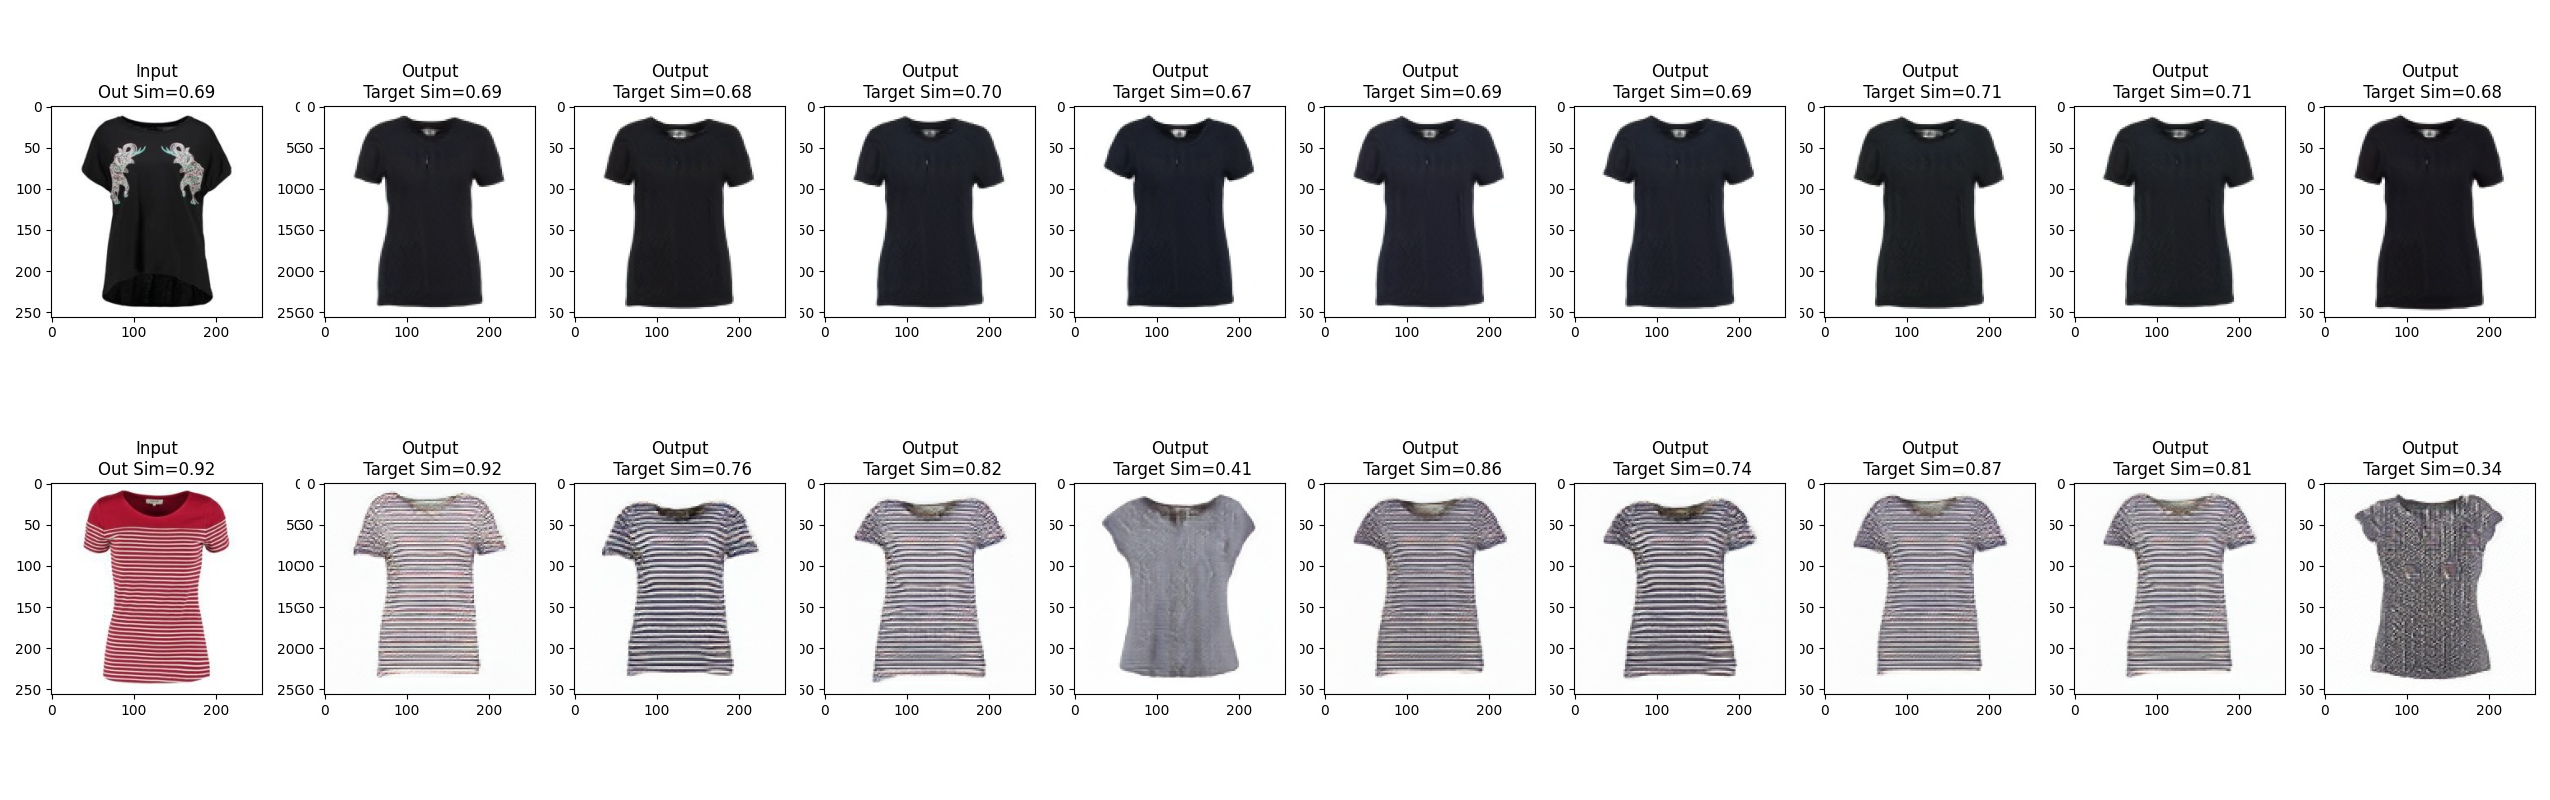 Input Output Output Output Output Output Output Output Output Output
Out Sim=0.69 Target Sim=0.69 Target Sim=0.68 Target Sim=0.70 Target Sim=0.67 Target Sim=0.69 Target Sim=0.69 Target Sim=0.71 Target Sim=0.71 Target Sim=0.68
0 0 0 0 0 0 0 0 0 0
50 50 50 50 50 50 50 50 50
100 00 00 00 00 00 00 00 00
150 50 50 50 50 50 50 50 50
200 00 00 00 00 00 00 00 00
250 50 50 50 50 50 50 50 50
0 100 200 0 100 200 0 100 200 0 100 200 0 100 200 0 100 200 0 100 200 0 100 200 0 100 200 0 100 200
Input Output Output Output Output Output Output Output Output Output
Out Sim=0.92 Target Sim=0.92 Target Sim=0.76 Target Sim=0.82 Target Sim=0.41 Target Sim=0.86 Target Sim=0.74 Target Sim=0.87 Target Sim=0.81 Target Sim=0.34
0 0 0 0 0 0 0 0 0 0
50 50 50 50 50 50 50 50 50
100 00 00 00 00 00 00 00 00
150 50 50 50 50 50 50 50 50
200 00 00 00 00 00 00 00 00
250 50 50 50 50 50 50 50 50
0 100 200 0 100 200 0 100 200 0 100 200 0 100 200 0 100 200 0 100 200 0 100 200 0 100 200 0 100 200